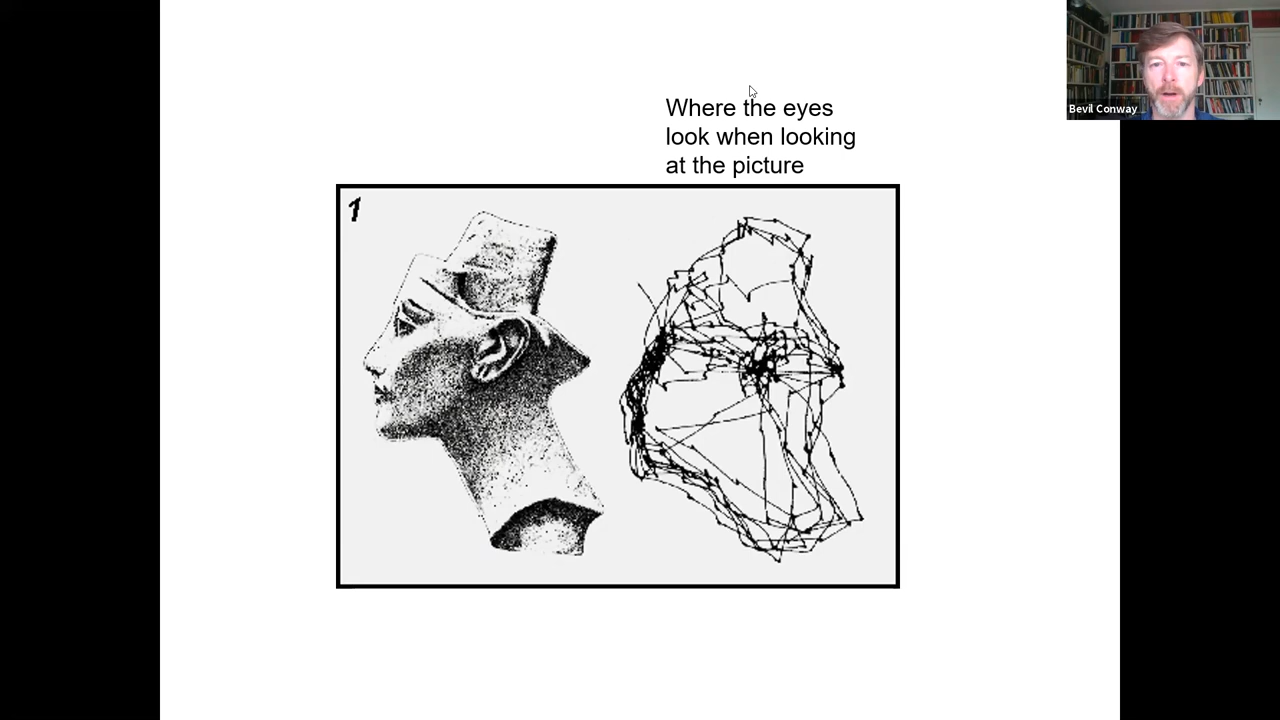 Where the eyes
look when looking
at the picture
Bevil Conway
1